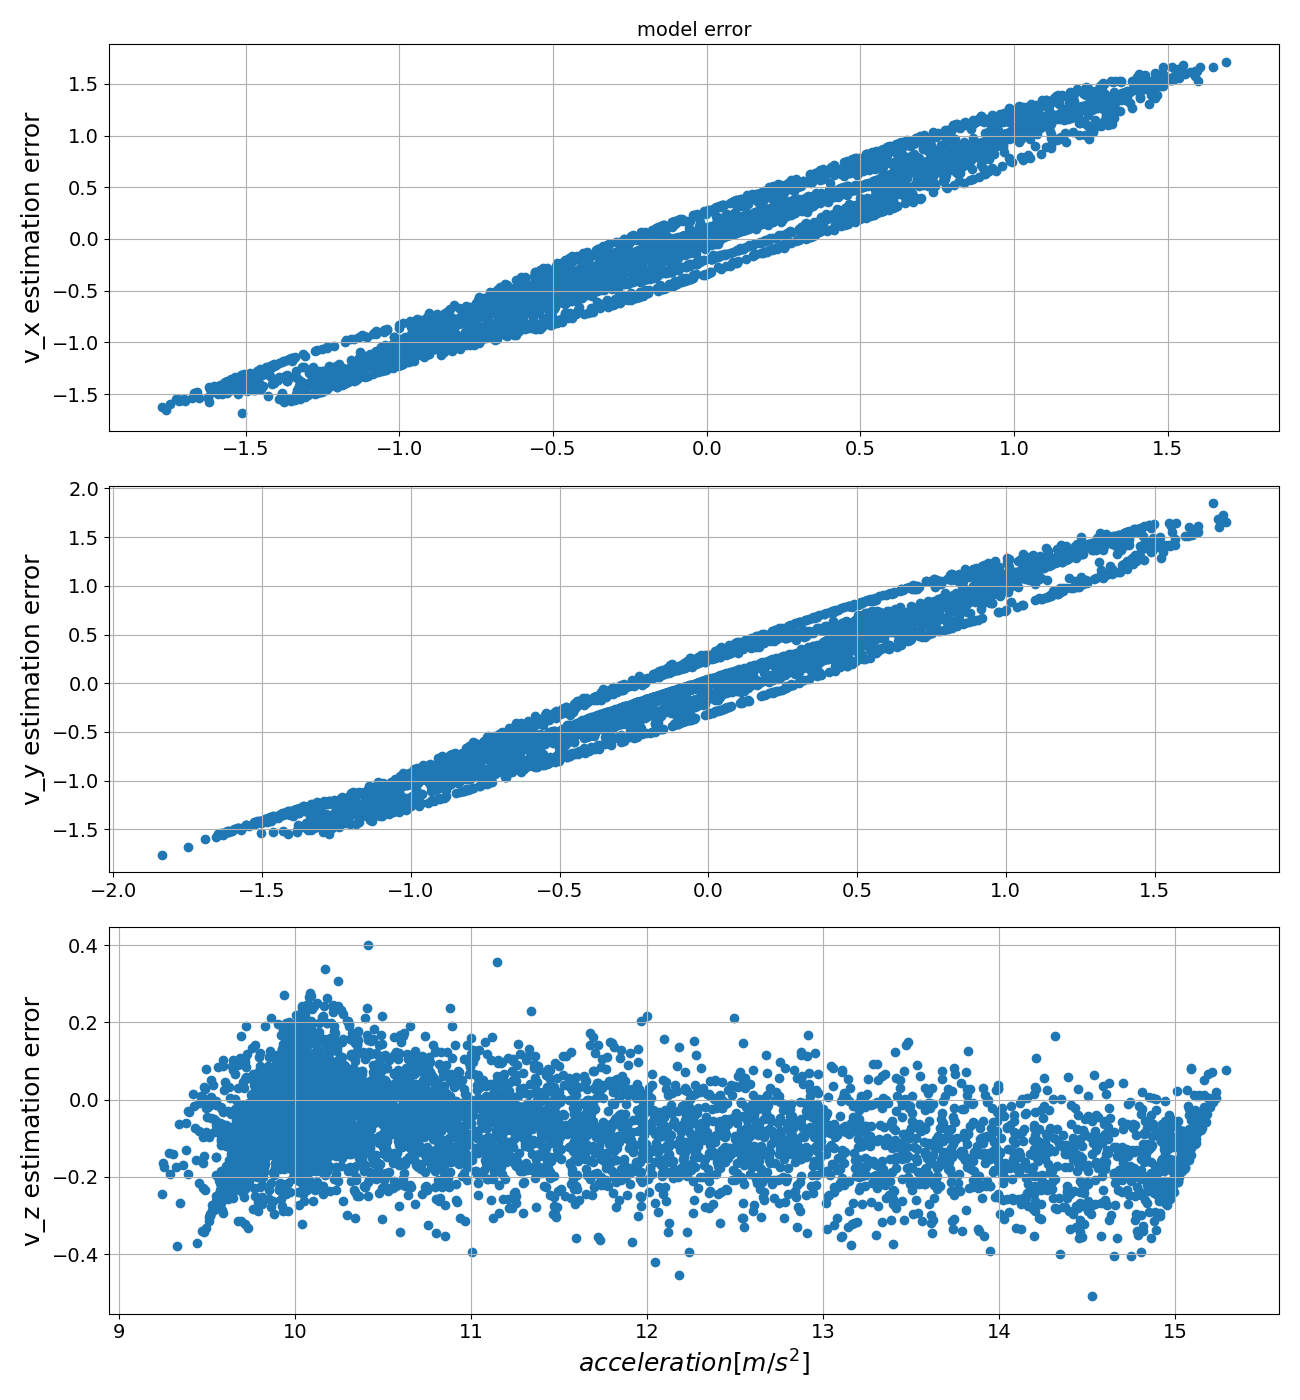 model error
v_x estimation error
1.5
1.0
0.5
0.0
−0.5
−1.0
−1.5
−1.5 −1.0 −0.5 0.0 0.5 1.0 1.5
v_y estimation error
2.0
1.5
1.0
0.5
0.0
−0.5
−1.0
−1.5
−2.0 −1.5 −1.0 −0.5 0.0 0.5 1.0 1.5
v_z estimation error
0.4
0.2
0.0
−0.2
−0.4
9 10 11 12 13 14 15
acceleration[m/s²]